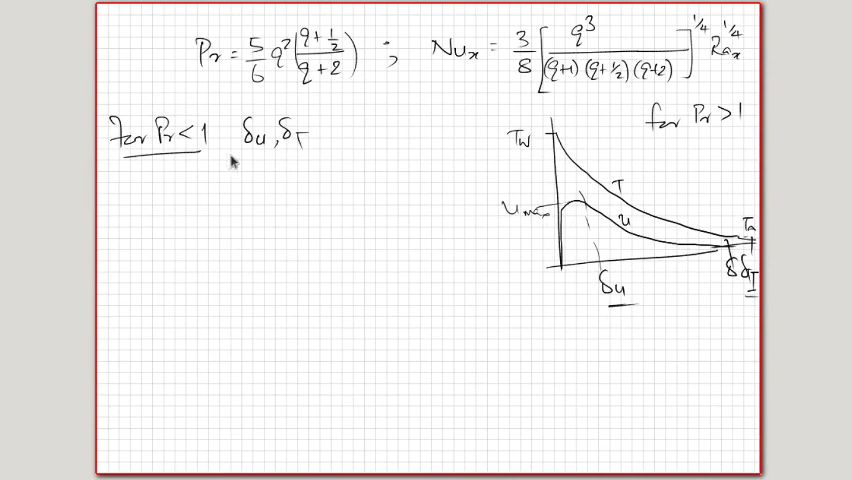 Pr = 5/6 q² ((q + 1/2)/(q + 2)) ; Nuₓ = 3/8 [q³/((q+1)(q+1/2)(q+2))]^1/4 Raₓ^1/4
for Pr > 1
for Pr < 1 δu, δT
Tw
T
umax
u
Ta
δu
δT